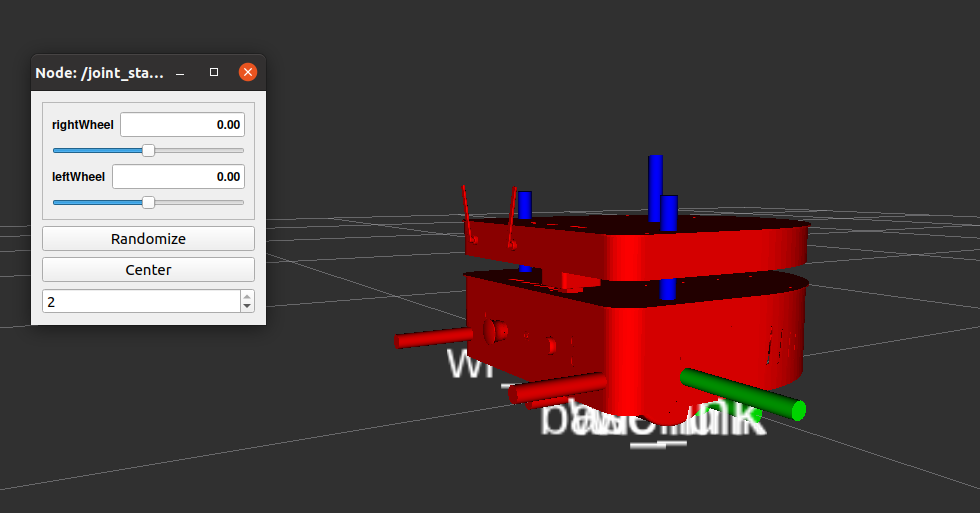 Node: /joint_sta...
rightWheel 0.00
leftWheel 0.00
Randomize
Center
2